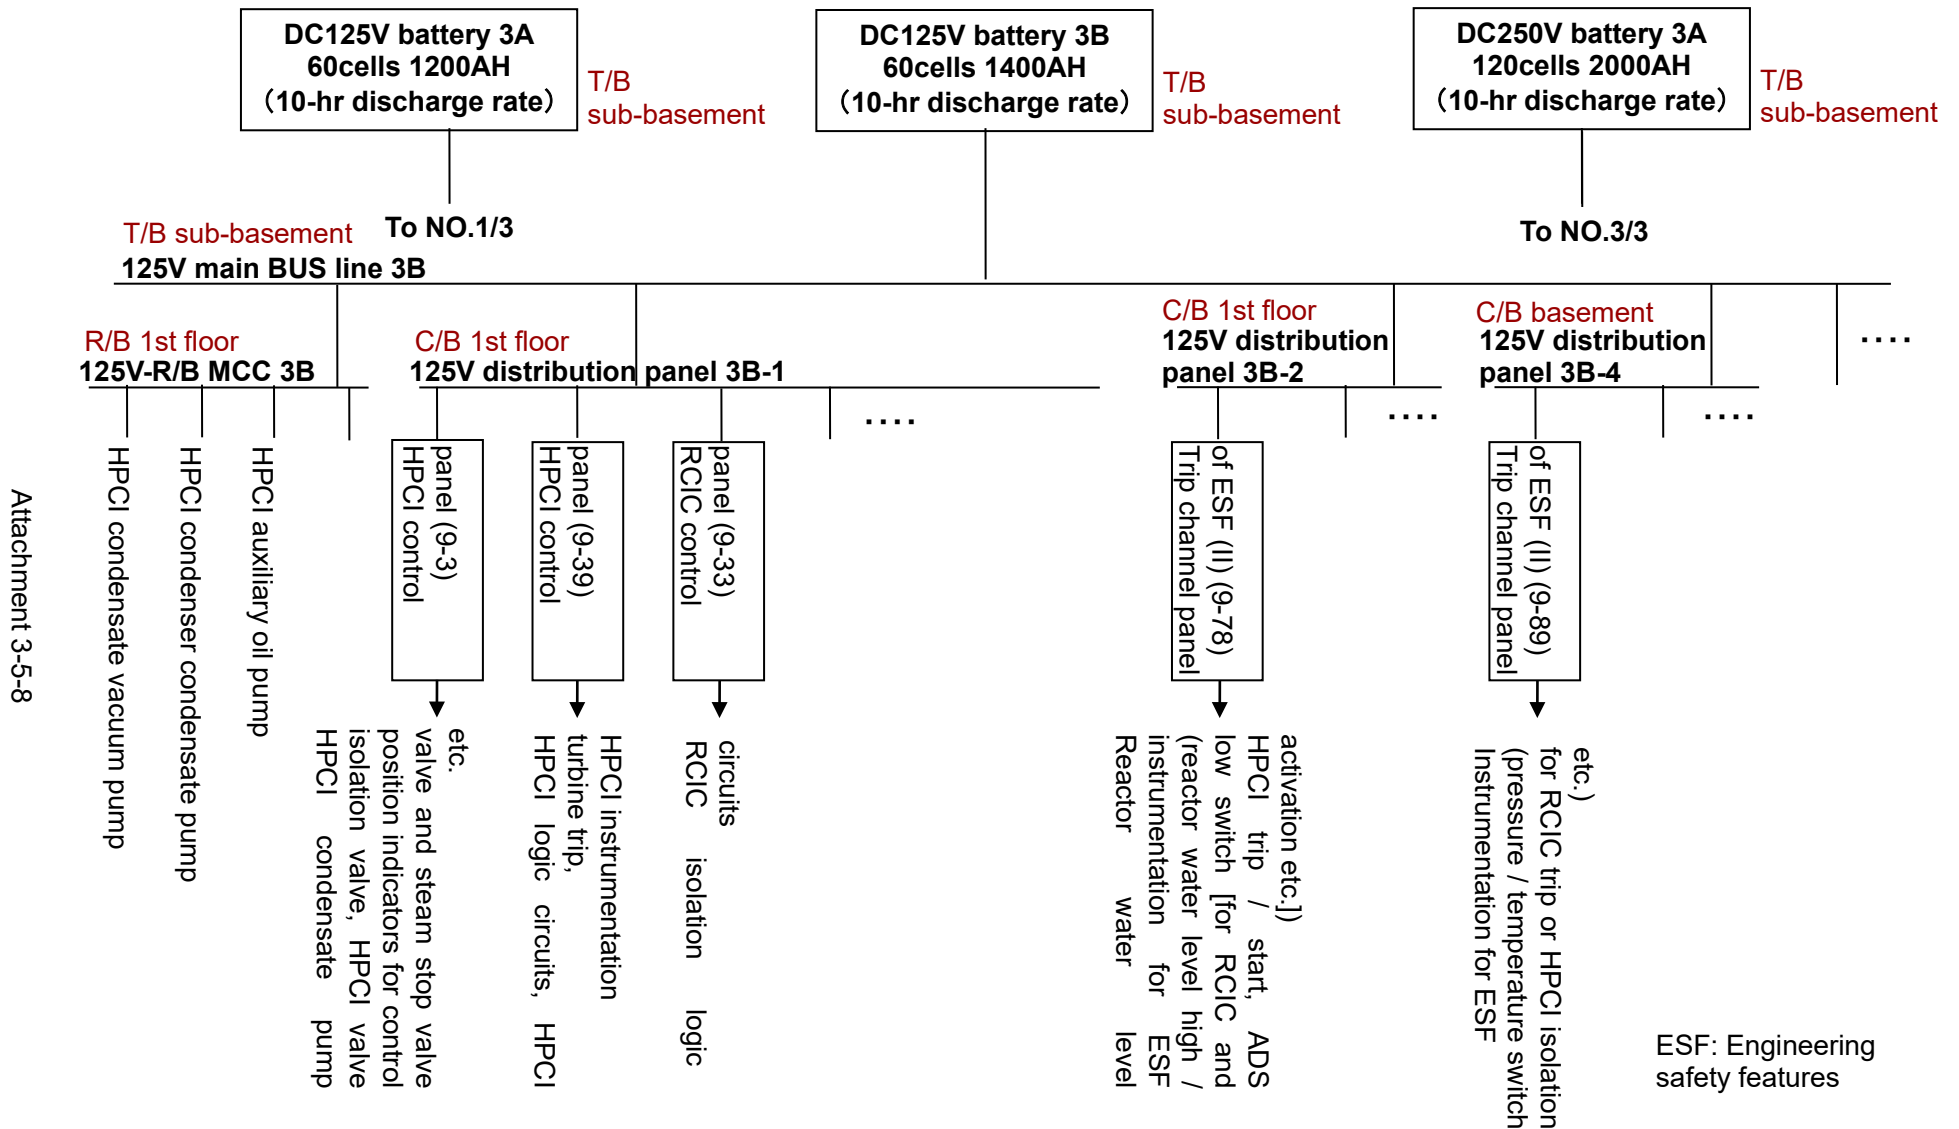 DC125V battery 3A
60cells 1200AH
（10-hr discharge rate）
T/B
sub-basement
DC125V battery 3B
60cells 1400AH
（10-hr discharge rate）
T/B
sub-basement
DC250V battery 3A
120cells 2000AH
（10-hr discharge rate）
T/B
sub-basement
To NO.1/3
To NO.3/3
T/B sub-basement
125V main BUS line 3B
R/B 1st floor
125V-R/B MCC 3B
C/B 1st floor
125V distribution panel 3B-1
....
C/B 1st floor
125V distribution
panel 3B-2
....
C/B basement
125V distribution
panel 3B-4
....
....
HPCI condensate vacuum pump
HPCI condenser condensate pump
HPCI auxiliary oil pump
HPCI control
panel (9-3)
HPCI control
panel (9-39)
RCIC control
panel (9-33)
Trip channel panel
of ESF (II) (9-78)
Trip channel panel
of ESF (II) (9-89)
HPCI condensate pump
isolation valve, HPCI valve
position indicators for control
valve and steam stop valve
etc.
HPCI logic circuits, HPCI
turbine trip,
HPCI instrumentation
RCIC isolation logic
circuits
Reactor water level
instrumentation for ESF
(reactor water level high /
low switch [for RCIC and
HPCI trip / start, ADS
activation etc.])
Instrumentation for ESF
(pressure / temperature switch
for RCIC trip or HPCI isolation
etc.)
ESF: Engineering
safety features
Attachment 3-5-8